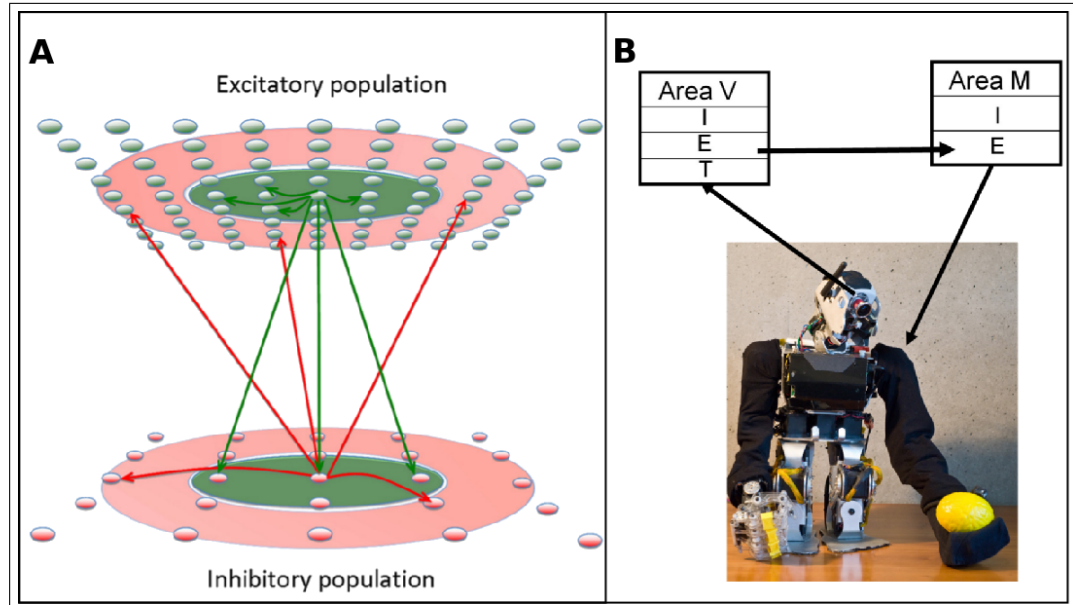 A
Excitatory population
Inhibitory population
B
Area V
I
E
T
Area M
I
E